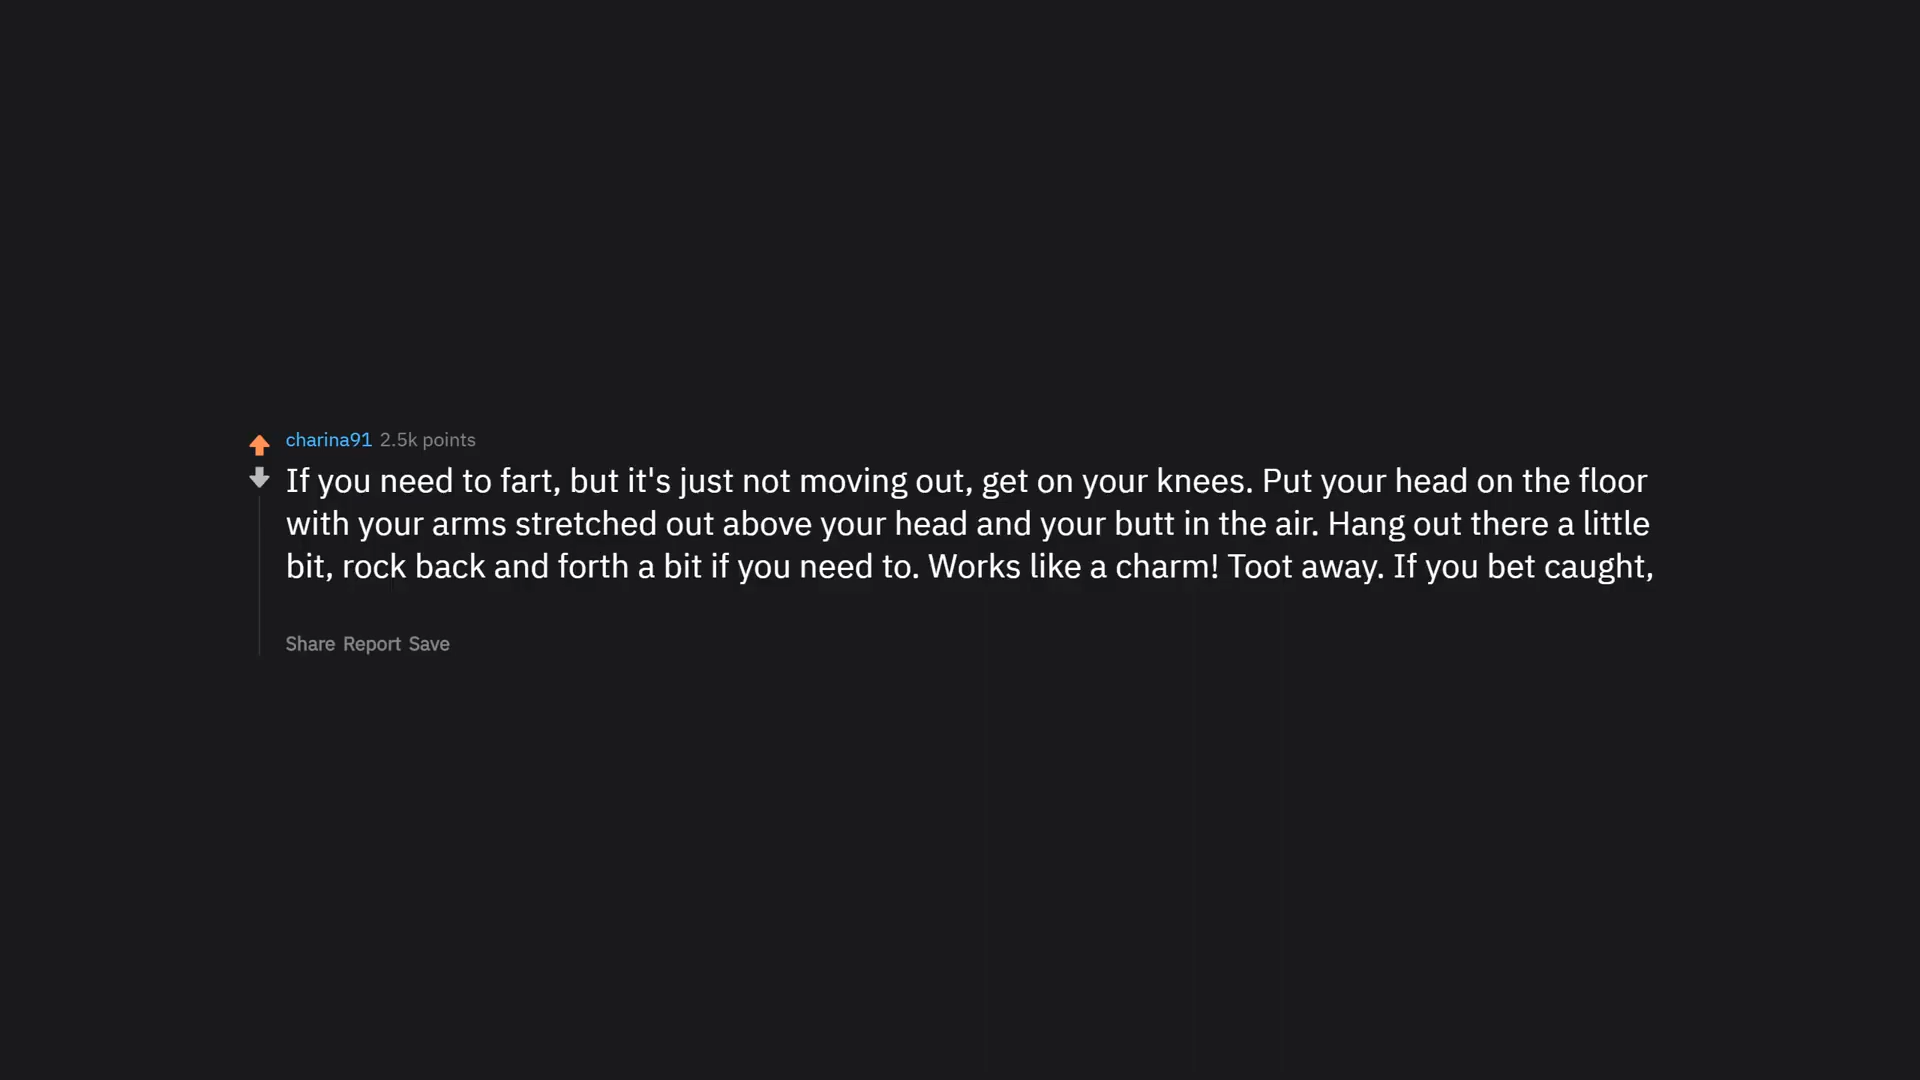 charina91 2.5k points
If you need to fart, but it's just not moving out, get on your knees. Put your head on the floor
with your arms stretched out above your head and your butt in the air. Hang out there a little
bit, rock back and forth a bit if you need to. Works like a charm! Toot away. If you bet caught,
Share Report Save